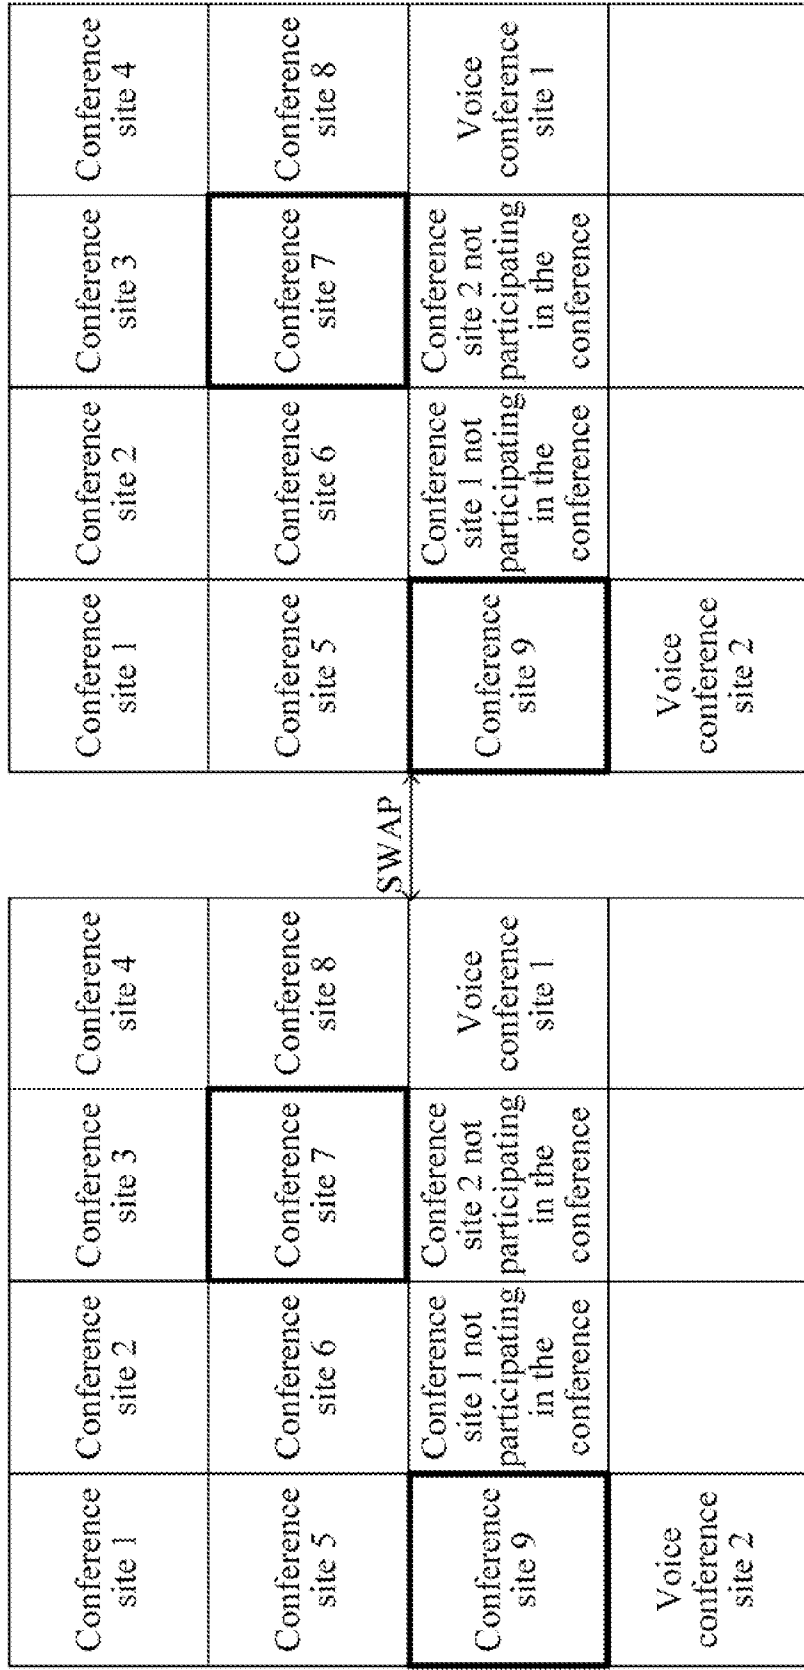 Conference
site 1
Conference
site 2
Conference
site 3
Conference
site 4
Conference
site 5
Conference
site 6
Conference
site 7
Conference
site 8
Conference
site 9
Conference
site 1 not
participating
in the
conference
Conference
site 2 not
participating
in the
conference
Voice
conference
site 1
Voice
conference
site 2
SWAP
Conference
site 1
Conference
site 2
Conference
site 3
Conference
site 4
Conference
site 5
Conference
site 6
Conference
site 7
Conference
site 8
Conference
site 9
Conference
site 1 not
participating
in the
conference
Conference
site 2 not
participating
in the
conference
Voice
conference
site 1
Voice
conference
site 2